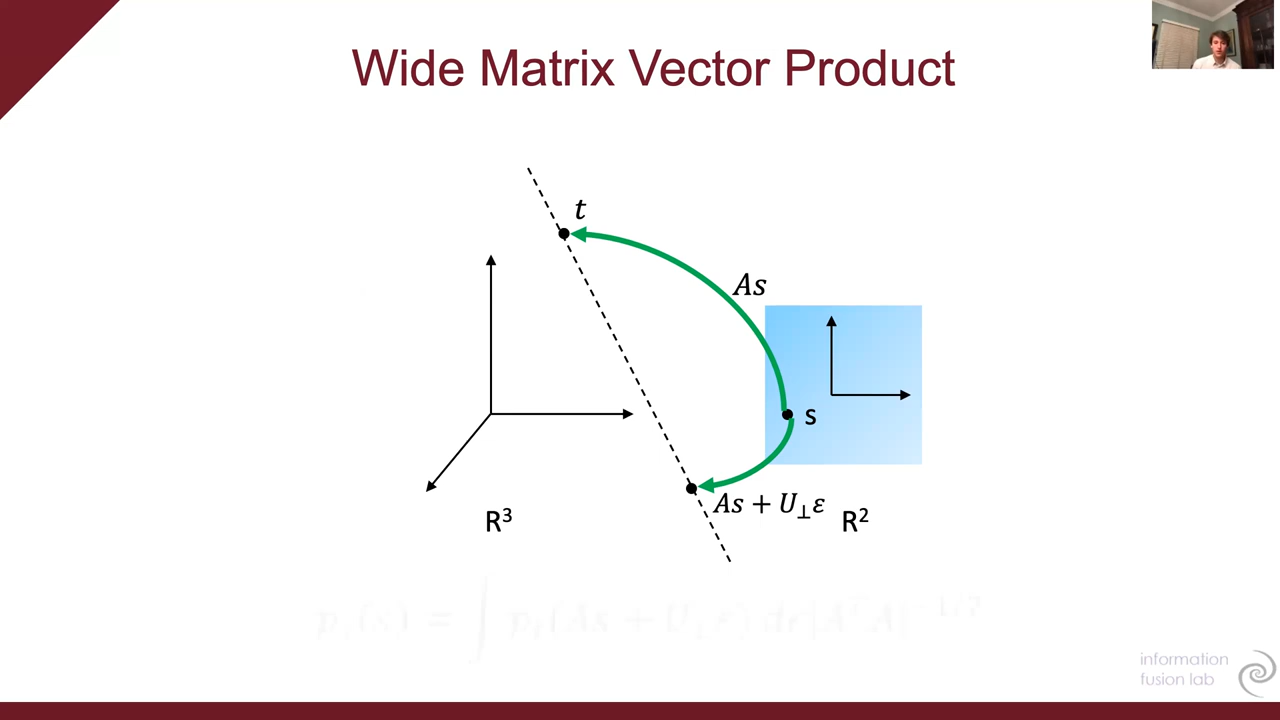 Wide Matrix Vector Product
t
As
s
As + U⊥ε
R³
R²
information
fusion lab